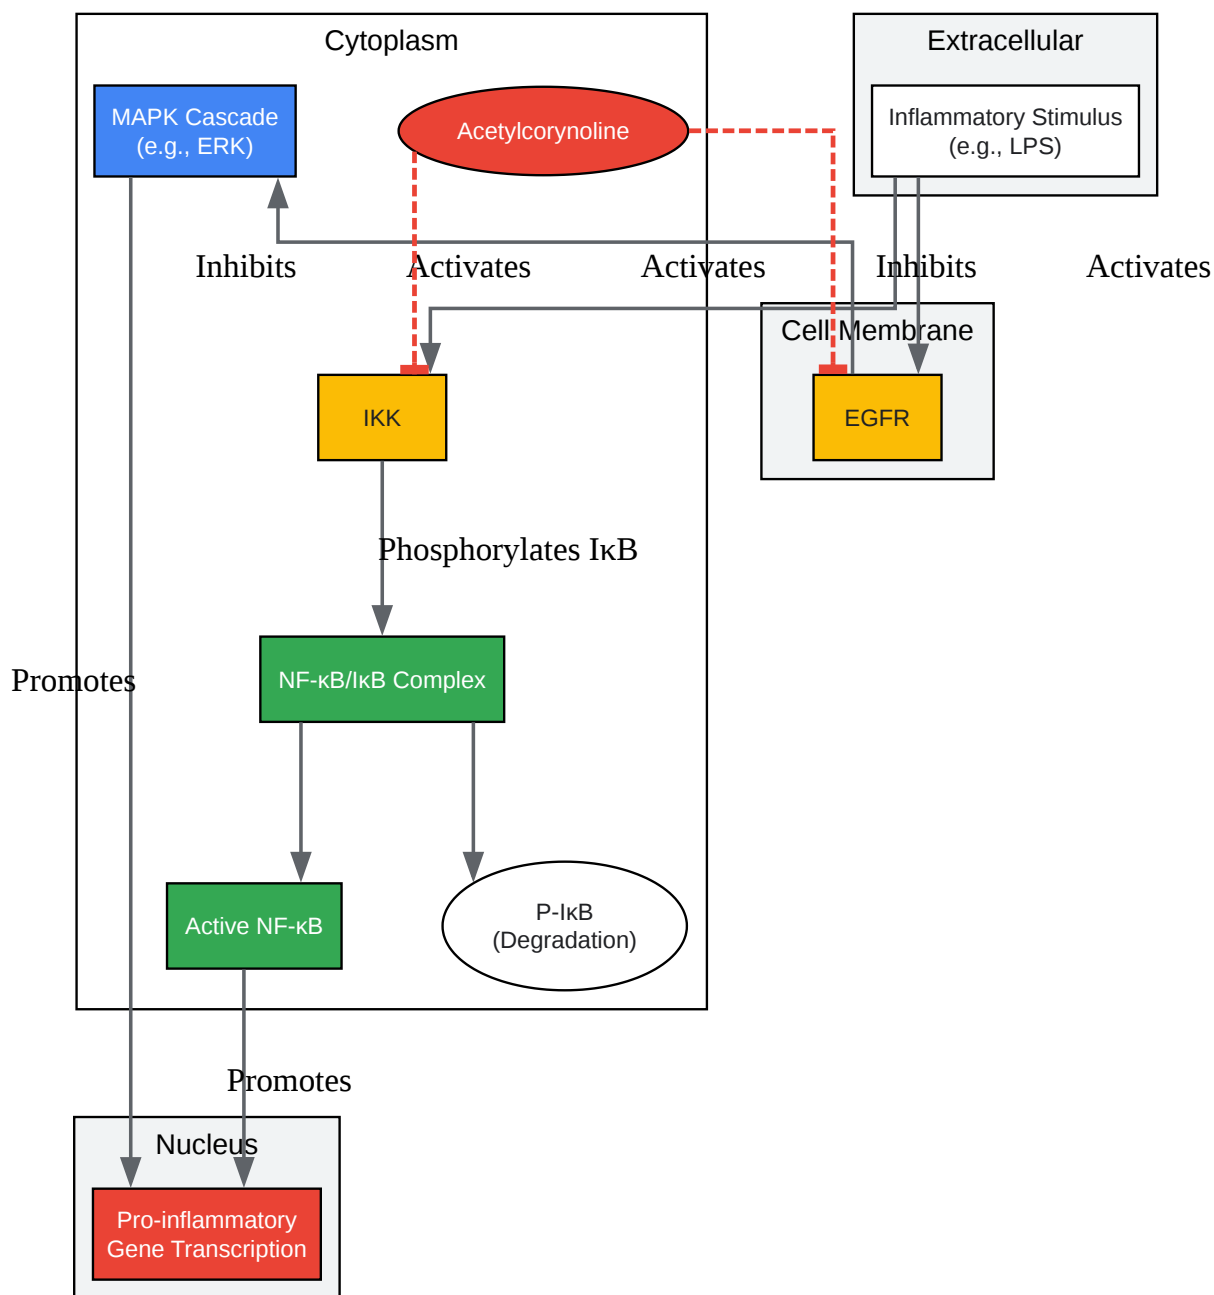 Cytoplasm
Extracellular
MAPK Cascade
(e.g., ERK)
Acetylcorynoline
Inflammatory Stimulus
(e.g., LPS)
Inhibits
Activates
Activates
Inhibits
Activates
Cell Membrane
IKK
EGFR
Phosphorylates IκB
Promotes
NF-κB/IκB Complex
Active NF-κB
P-IκB
(Degradation)
Promotes
Nucleus
Pro-inflammatory
Gene Transcription